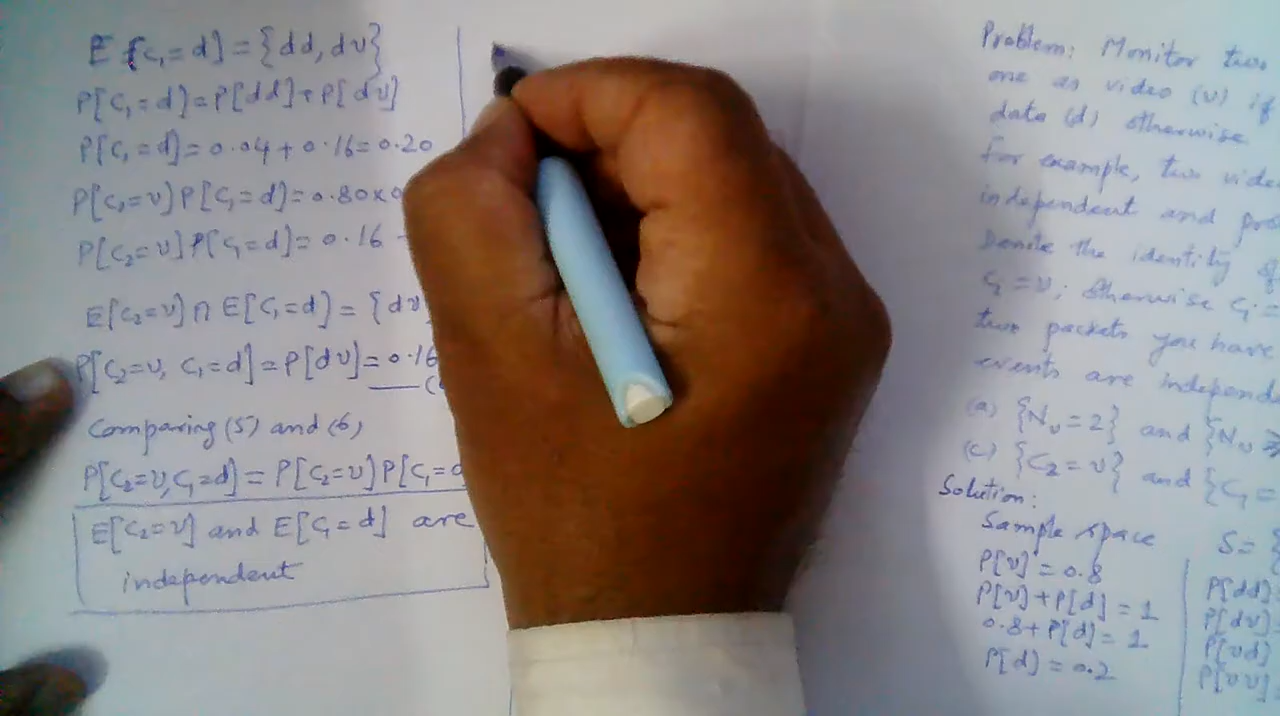 E[C₁=d]={dd, dv}
P[C₁=d]=P[dd]+P[dv]
P[C₁=d]=0.04+0.16=0.20
P[C₂=v]P[C₁=d]=0.80x0
P[C₂=v]P[C₁=d]=0.16
E[C₂=v]∩E[C₁=d]={dv
P[C₂=v, C₁=d]=P[dv]=0.16
Comparing (5) and (6)
P[C₂=v,C₁=d]=P[C₂=v]P[C₁=d
E[C₂=v] and E[C₁=d] are
independent
Problem: Monitor two
one as video (v) if
data (d) otherwise
For example, two vide
independent and pro
Denote the identity of
C₁=v; otherwise C₁=
two packets you have
events are independe
(a) {Nᵥ=2} and {Nᵥ≥
(c) {C₂=v} and {C₁=
Solution:
Sample space S={
P[v]=0.8
P[v]+P[d]=1
0.8+P[d]=1
P[d]=0.2
P[dd]
P[dv]
P[vd]
P[vv]=